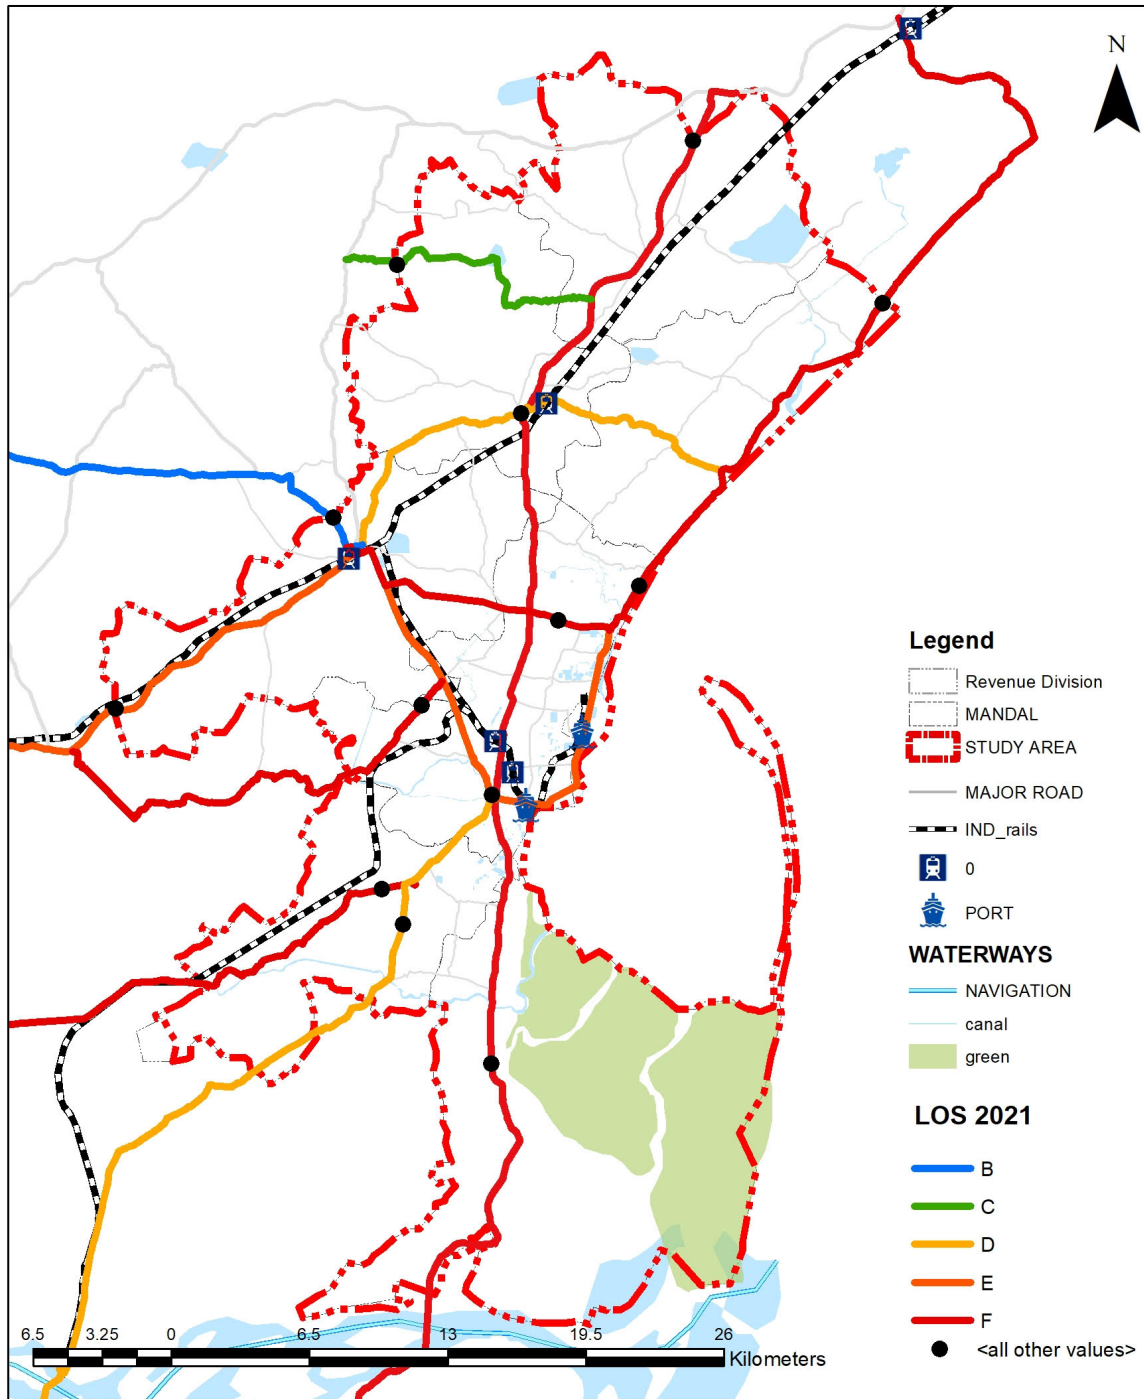 N
Legend
Revenue Division
MANDAL
STUDY AREA
MAJOR ROAD
IND_rails
0
PORT
WATERWAYS
NAVIGATION
canal
green
LOS 2021
B
C
D
E
F
<all other values>
6.5 3.25 0 6.5 13 19.5 26
Kilometers